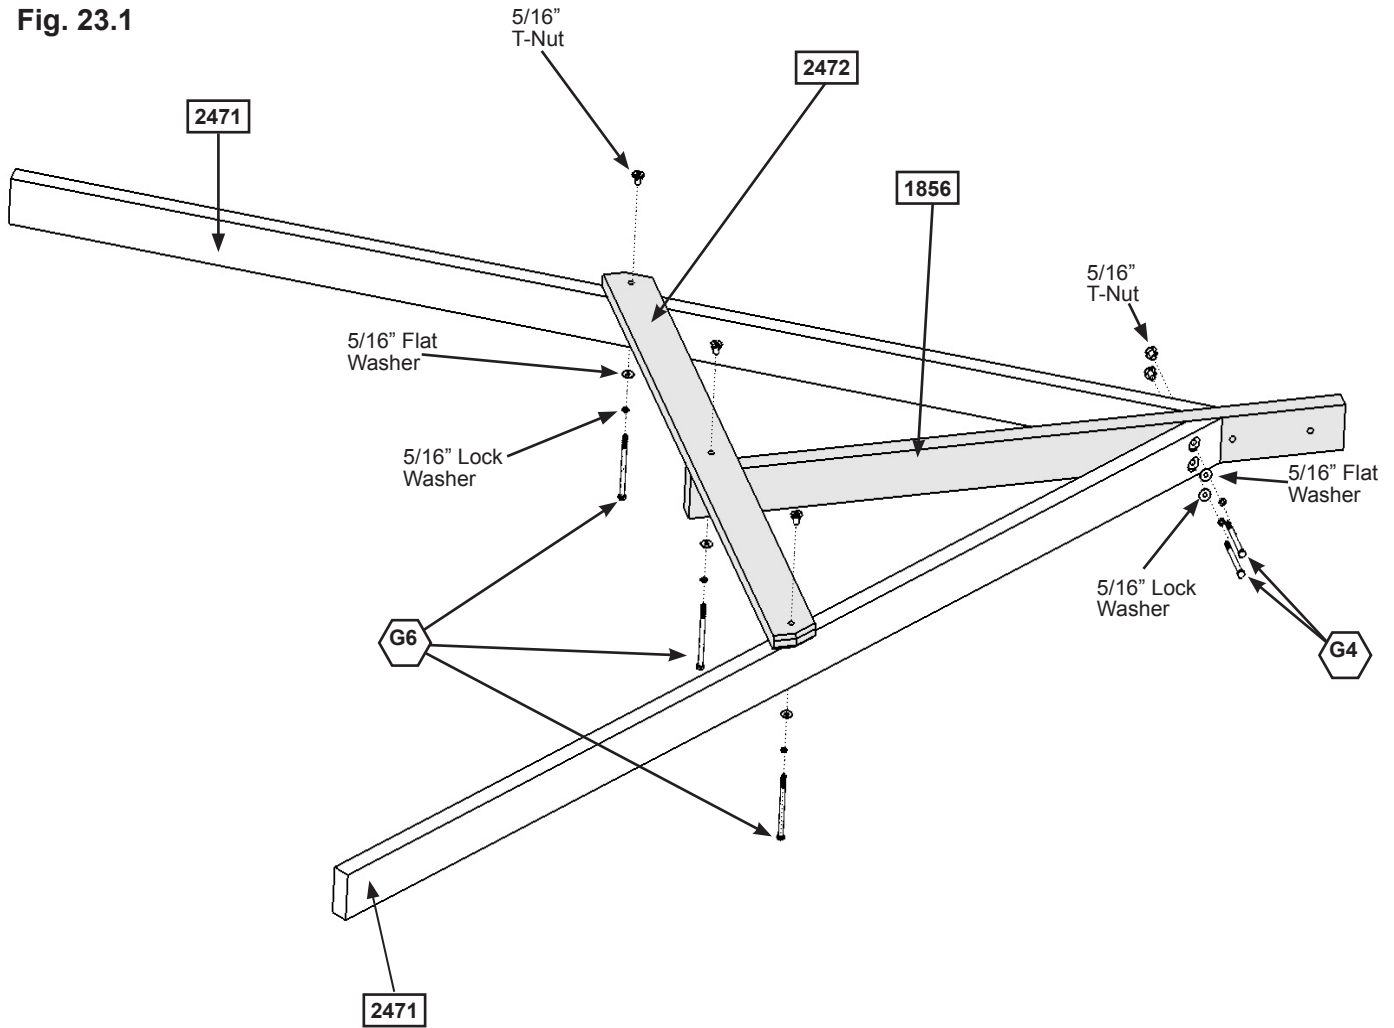 Fig. 23.1
5/16”
T-Nut
2472
2471
1856
5/16”
T-Nut
5/16” Flat
Washer
5/16” Lock
Washer
5/16” Flat
Washer
5/16” Lock
Washer
G6
G4
2471